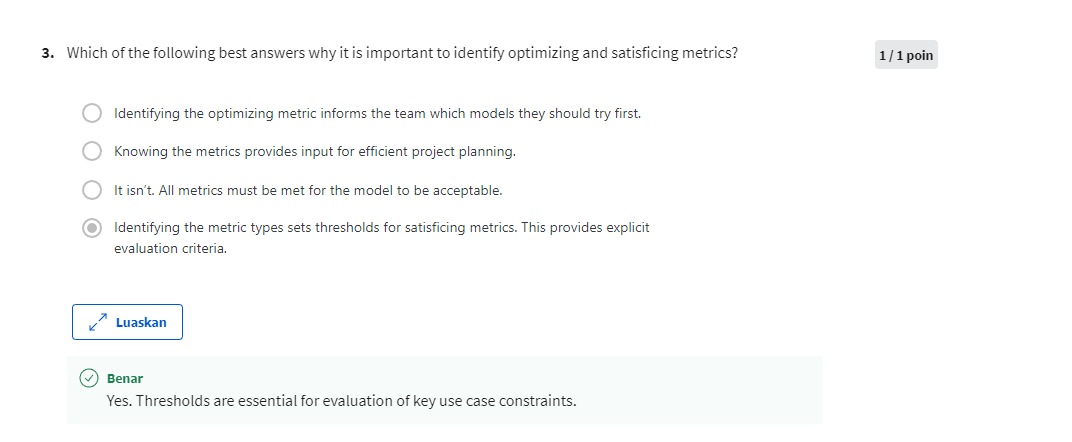 3. Which of the following best answers why it is important to identify optimizing and satisficing metrics?
1 / 1 poin
Identifying the optimizing metric informs the team which models they should try first.
Knowing the metrics provides input for efficient project planning.
It isn't. All metrics must be met for the model to be acceptable.
Identifying the metric types sets thresholds for satisficing metrics. This provides explicit
evaluation criteria.
Luaskan
Benar
Yes. Thresholds are essential for evaluation of key use case constraints.